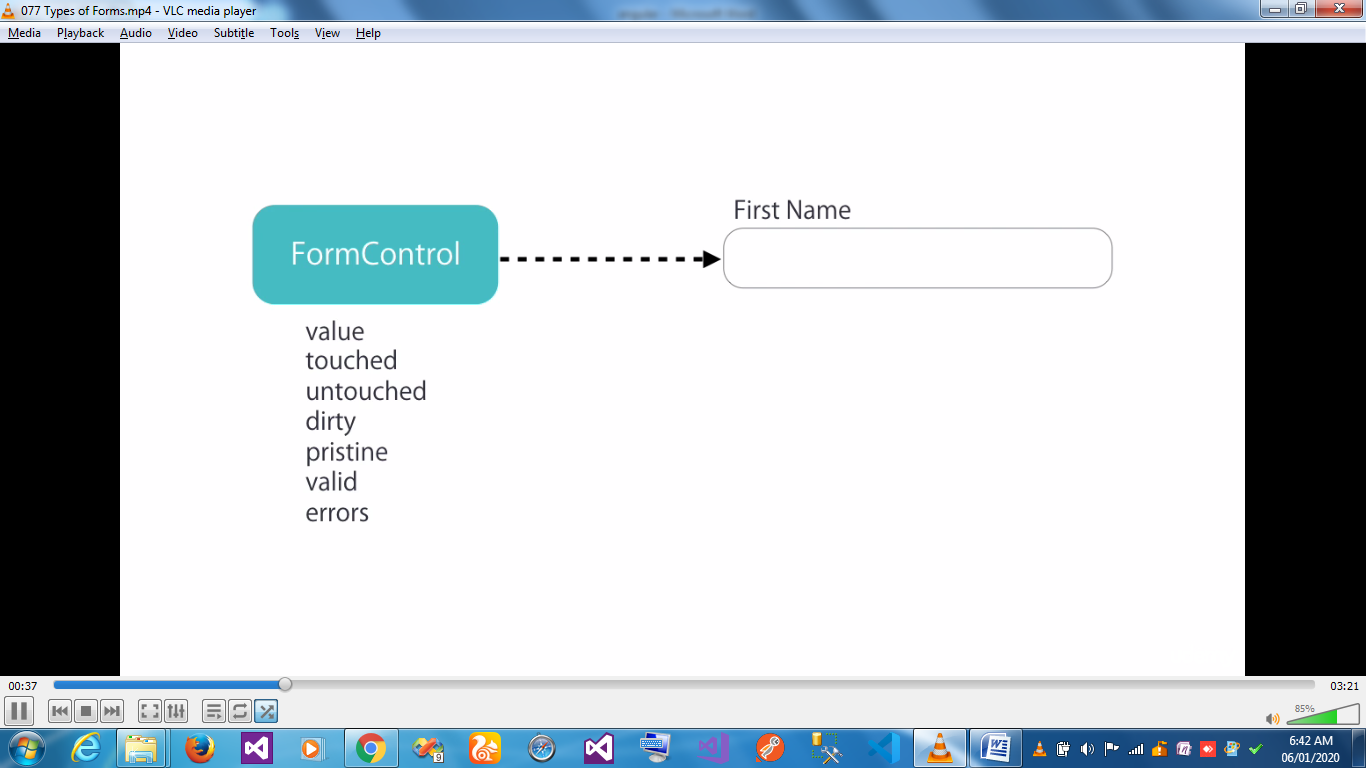 077 Types of Forms.mp4 - VLC media player
Media Playback Audio Video Subtitle Tools View Help
First Name
FormControl
value
touched
untouched
dirty
pristine
valid
errors
00:37
03:21
85%
9
6:42 AM
06/01/2020